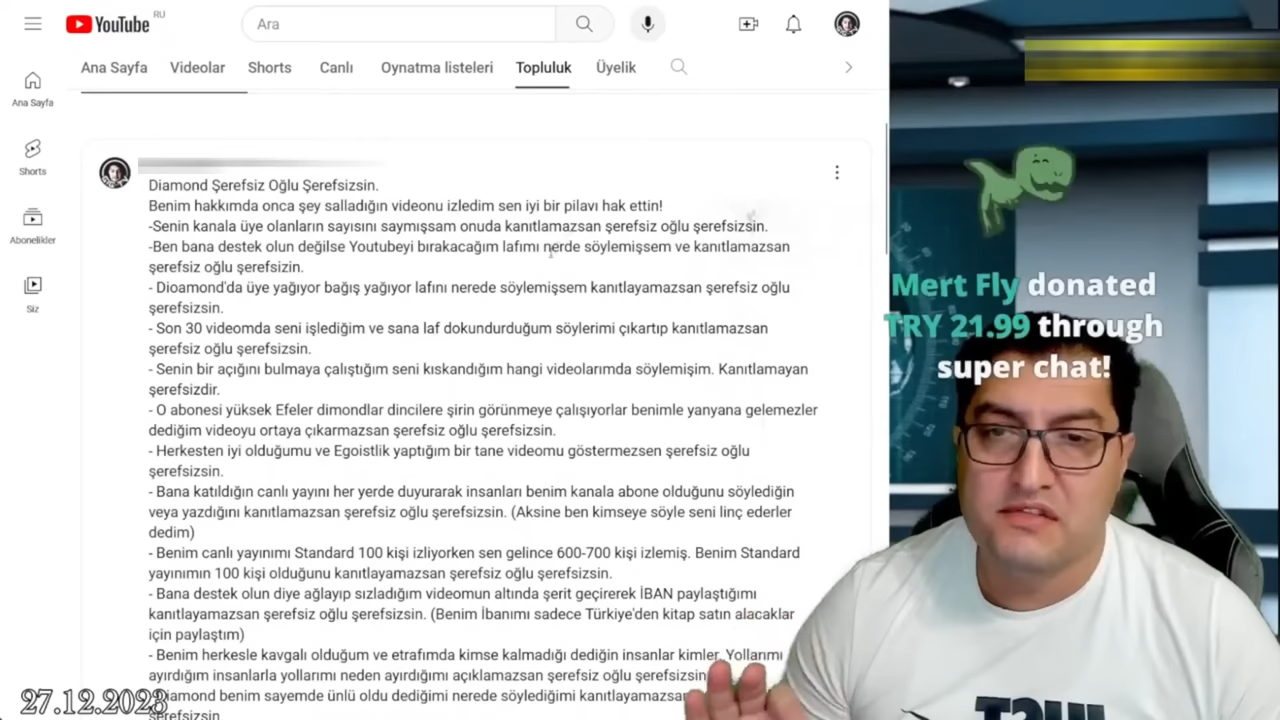 YouTube RU
Ara
Ana Sayfa Videolar Shorts Canlı Oynatma listeleri Topluluk Üyelik
Ana Sayfa
Shorts
Abonelikler
Siz
Diamond Şerefsiz Oğlu Şerefsizsin.
Benim hakkımda onca şey salladığın videonu izledim sen iyi bir pilavı hak ettin!
-Senin kanala üye olanların sayısını saymışsam onuda kanıtlamazsan şerefsiz oğlu şerefsizsin.
-Ben bana destek olun değilse Youtubeyi bırakacağım lafımı nerde söylemişsem ve kanıtlamazsan
şerefsiz oğlu şerefsizin.
- Dioamond'da üye yağıyor bağış yağıyor lafını nerede söylemişsem kanıtlayamazsan şerefsiz oğlu
şerefsizsin.
- Son 30 videomda seni işlediğim ve sana laf dokundurduğum söylerimi çıkartıp kanıtlamazsan
şerefsiz oğlu şerefsizsin.
- Senin bir açığını bulmaya çalıştığım seni kıskandığım hangi videolarımda söylemişim. Kanıtlamayan
şerefsizdir.
- O abonesi yüksek Efeler dimondlar dincilere şirin görünmeye çalışıyorlar benimle yanyana gelemezler
dediğim videoyu ortaya çıkarmazsan şerefsiz oğlu şerefsizsin.
- Herkesten iyi olduğumu ve Egoistlik yaptığım bir tane videomu göstermezsen şerefsiz oğlu
şerefsizsin.
- Bana katıldığın canlı yayını her yerde duyurarak insanları benim kanala abone olduğunu söylediğin
veya yazdığını kanıtlamazsan şerefsiz oğlu şerefsizsin. (Aksine ben kimseye söyle seni linç ederler
dedim)
- Benim canlı yayınımı Standard 100 kişi izliyorken sen gelince 600-700 kişi izlemiş. Benim Standard
yayınımın 100 kişi olduğunu kanıtlayamazsan şerefsiz oğlu şerefsizsin.
- Bana destek olun diye ağlayıp sızladığım videomun altında şerit geçirerek İBAN paylaştığımı
kanıtlayamazsan şerefsiz oğlu şerefsizsin. (Benim İbanımı sadece Türkiye'den kitap satın alacaklar
için paylaştım)
- Benim herkesle kavgalı olduğum ve etrafımda kimse kalmadığı dediğin insanlar kimler. Yollarımı
ayırdığım insanlarla yollarımı neden ayırdığımı açıklamazsan şerefsiz oğlu şerefsizsin
Diamond benim sayemde ünlü oldu dediğimi nerede söylediğimi kanıtlayamazsan
şerefsizsin
Mert Fly donated
TRY 21.99 through
super chat!
27.12.2023